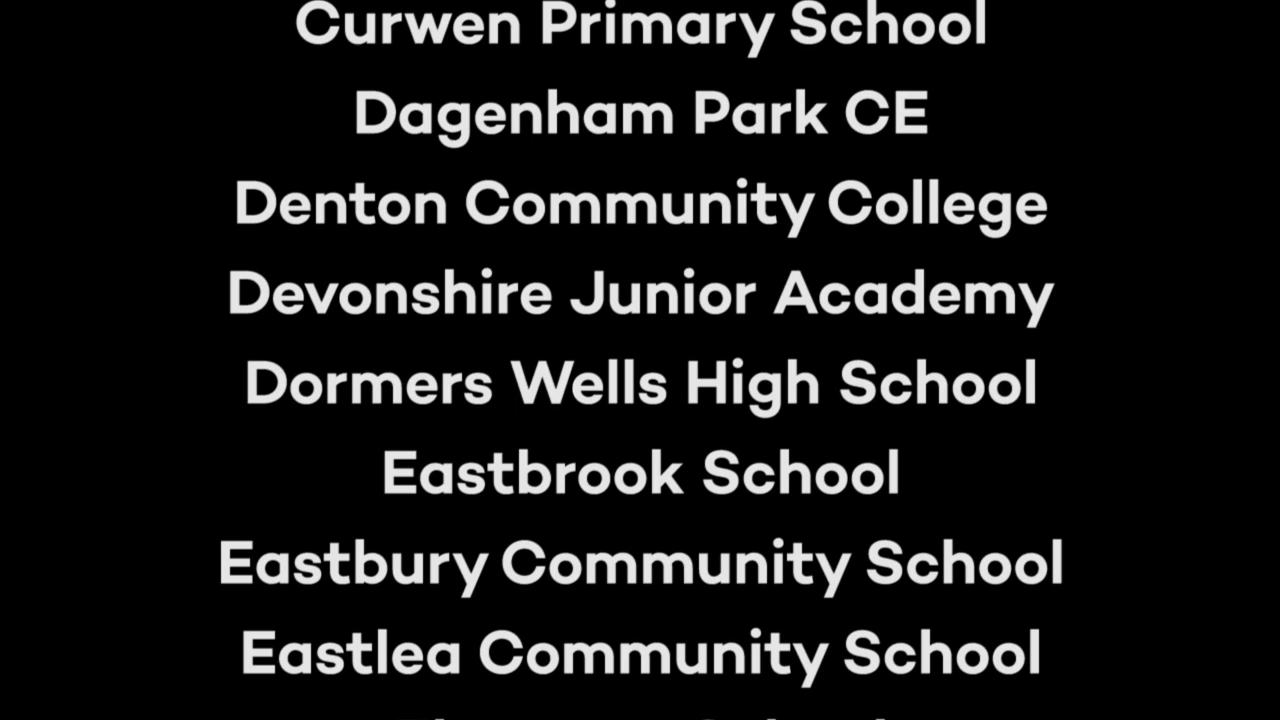 Curwen Primary School
Dagenham Park CE
Denton Community College
Devonshire Junior Academy
Dormers Wells High School
Eastbrook School
Eastbury Community School
Eastlea Community School